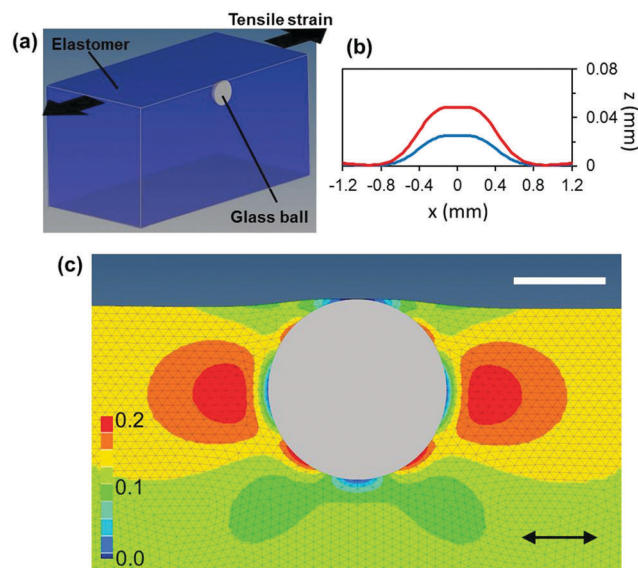 (a)
Tensile strain
Elastomer
Glass ball
(b)
0.08
0.04
0
z (mm)
-1.2 -0.8 -0.4 0 0.4 0.8 1.2
x (mm)
(c)
0.2
0.1
0.0